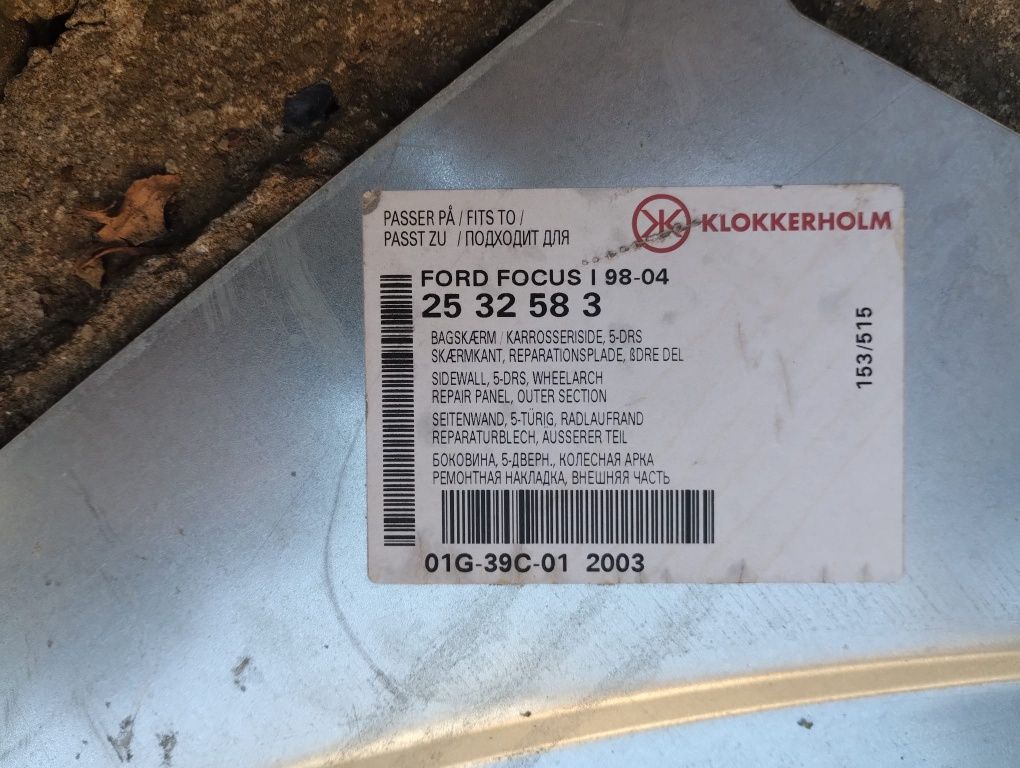 PASSER PÅ / FITS TO /
PASST ZU / ПОДХОДИТ ДЛЯ
KLOKKERHOLM
FORD FOCUS I 98-04
25 32 58 3
BAGSKÆRM / KARROSSERISIDE, 5-DRS
SKÆRMKANT, REPARATIONSPLADE, ßDRE DEL
SIDEWALL, 5-DRS, WHEELARCH
REPAIR PANEL, OUTER SECTION
SEITENWAND, 5-TÜRIG, RADLAUFRAND
REPARATURBLECH, AUSSERER TEIL
БОКОВИНА, 5-ДВЕРН., КОЛЕСНАЯ АРКА
РЕМОНТНАЯ НАКЛАДКА, ВНЕШНЯЯ ЧАСТЬ
01G-39C-01 2003
153/515